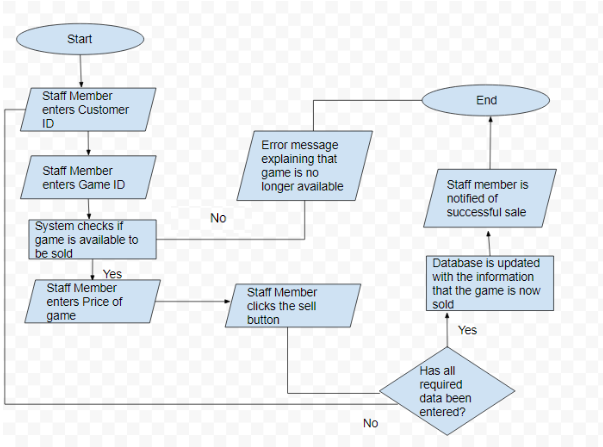 Start
Staff Member
enters Customer
ID
Staff Member
enters Game ID
System checks if
game is available to
be sold
Yes
Staff Member
enters Price of
game
No
Error message
explaining that
game is no
longer available
Staff Member
clicks the sell
button
End
Staff member is
notified of
successful sale
Database is updated
with the information
that the game is now
sold
Yes
Has all
required
data been
entered?
No